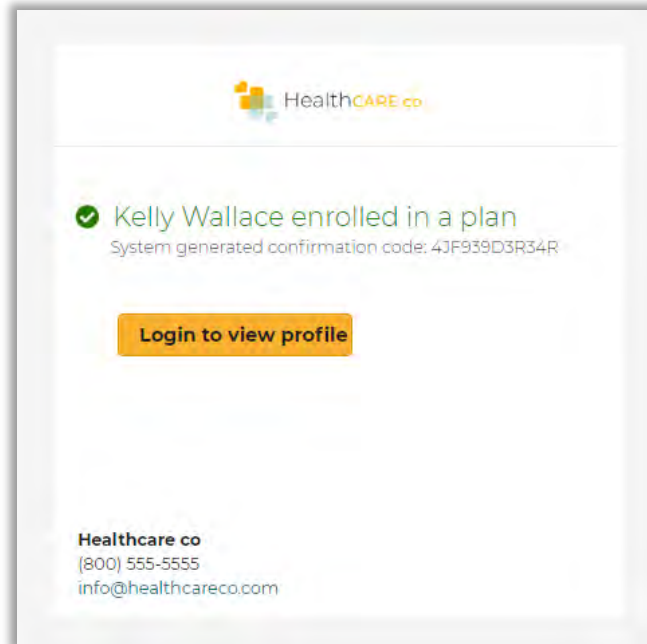 HealthCARE co
Kelly Wallace enrolled in a plan
System generated confirmation code: 4JF939D3R34R
Login to view profile
Healthcare co
(800) 555-5555
info@healthcareco.com